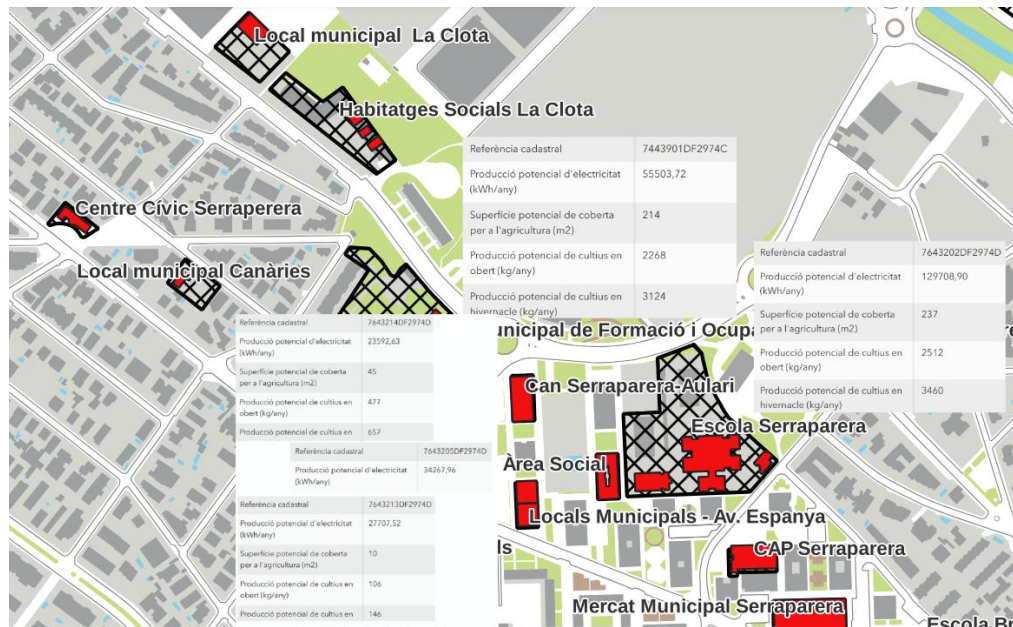 Local municipal La Clota
Habitatges Socials La Clota
Referència cadastral 7443901DF2974C
Producció potencial d'electricitat 55503,72
(kWh/any)
Superfície potencial de coberta 214
per a l'agricultura (m2)
Producció potencial de cultius en 2268
obert (kg/any)
Producció potencial de cultius en 3124
hivernacle (kg/any)
Centre Cívic Serraperera
Local municipal Canàries
Referència cadastral 7643202DF2974D
Producció potencial d'electricitat 129708,90
(kWh/any)
Superfície potencial de coberta 237
per a l'agricultura (m2)
Producció potencial de cultius en 2512
obert (kg/any)
Producció potencial de cultius en 3460
hivernacle (kg/any)
Referència cadastral 7643214DF2974D
Producció potencial d'electricitat 23592,63
(kWh/any)
Superfície potencial de coberta 45
per a l'agricultura (m2)
Producció potencial de cultius en 477
obert (kg/any)
Producció potencial de cultius en 657
Referència cadastral 7643205DF2974D
Producció potencial d'electricitat 34267,96
(kWh/any)
Referència cadastral 7643213DF2974D
Producció potencial d'electricitat 27707,52
(kWh/any)
Superfície potencial de coberta 10
per a l'agricultura (m2)
Producció potencial de cultius en 106
obert (kg/any)
Producció potencial de cultius en 146
unicipal de Formació i Ocupa
Can Serraparera-Aulari
Escola Serraparera
Àrea Social
Locals Municipals - Av. Espanya
ls
CAP Serraparera
Mercat Municipal Serraparera
Escola Br